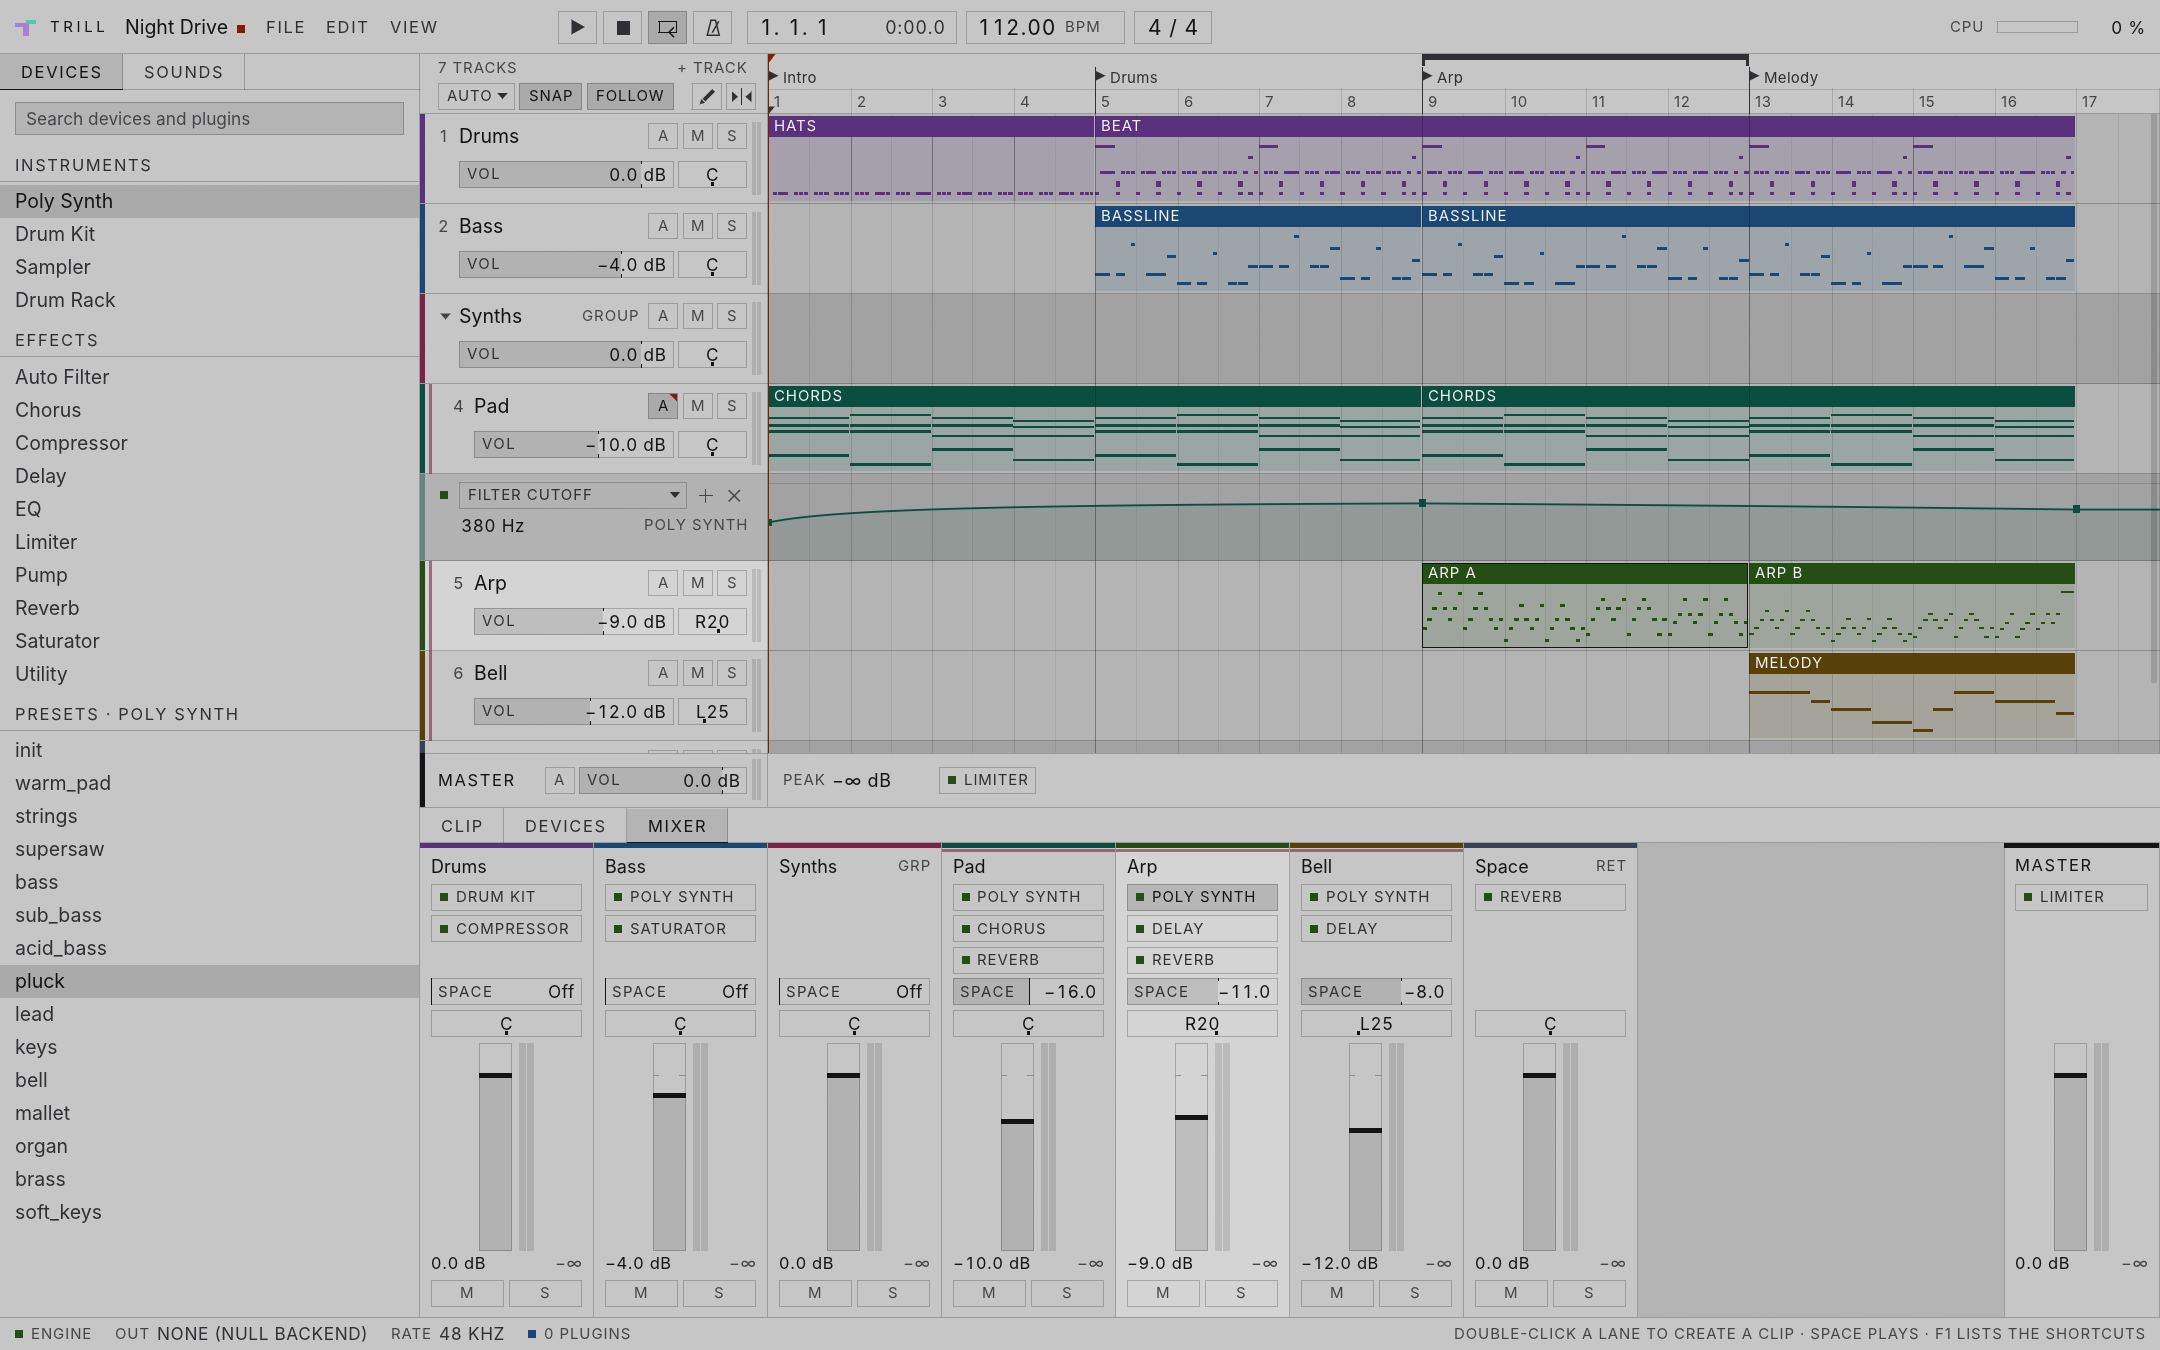 TRILL Night Drive FILE EDIT VIEW 1. 1. 1 0:00.0 112.00 BPM 4 / 4 CPU 0 %
DEVICES SOUNDS
Search devices and plugins
INSTRUMENTS
Poly Synth
Drum Kit
Sampler
Drum Rack
EFFECTS
Auto Filter
Chorus
Compressor
Delay
EQ
Limiter
Pump
Reverb
Saturator
Utility
PRESETS · POLY SYNTH
init
warm_pad
strings
supersaw
bass
sub_bass
acid_bass
pluck
lead
keys
bell
mallet
organ
brass
soft_keys
7 TRACKS + TRACK
AUTO SNAP FOLLOW
Intro Drums Arp Melody
1 2 3 4 5 6 7 8 9 10 11 12 13 14 15 16 17
1 Drums A M S
VOL 0.0 dB C
HATS BEAT
2 Bass A M S
VOL −4.0 dB C
BASSLINE BASSLINE
Synths GROUP A M S
VOL 0.0 dB C
4 Pad A M S
VOL −10.0 dB C
CHORDS CHORDS
FILTER CUTOFF
380 Hz POLY SYNTH
5 Arp A M S
VOL −9.0 dB R20
ARP A ARP B
6 Bell A M S
VOL −12.0 dB L25
MELODY
MASTER A VOL 0.0 dB PEAK −∞ dB LIMITER
CLIP DEVICES MIXER
Drums Bass Synths GRP Pad Arp Bell Space RET MASTER
DRUM KIT POLY SYNTH POLY SYNTH POLY SYNTH POLY SYNTH REVERB LIMITER
COMPRESSOR SATURATOR CHORUS DELAY DELAY
REVERB REVERB
SPACE Off SPACE Off SPACE Off SPACE −16.0 SPACE −11.0 SPACE −8.0
C C C C R20 L25 C
0.0 dB −∞ −4.0 dB −∞ 0.0 dB −∞ −10.0 dB −∞ −9.0 dB −∞ −12.0 dB −∞ 0.0 dB −∞ 0.0 dB −∞
M S M S M S M S M S M S M S
ENGINE OUT NONE (NULL BACKEND) RATE 48 KHZ 0 PLUGINS DOUBLE-CLICK A LANE TO CREATE A CLIP · SPACE PLAYS · F1 LISTS THE SHORTCUTS